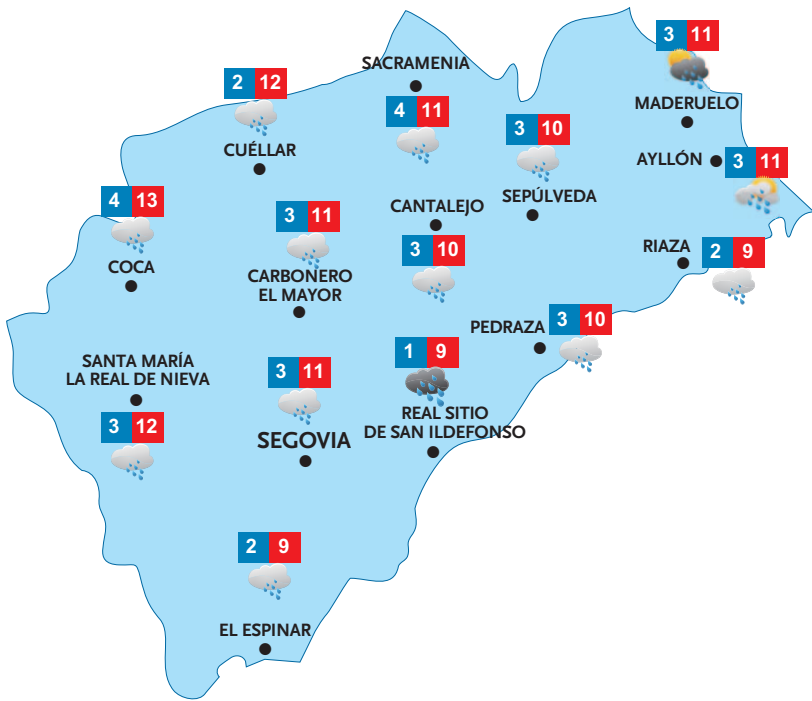 3 11
MADERUELO
SACRAMENIA
4 11
2 12
CUÉLLAR
3 10
SEPÚLVEDA
AYLLÓN
3 11
4 13
COCA
3 11
CARBONERO
EL MAYOR
CANTALEJO
3 10
RIAZA
2 9
PEDRAZA
3 10
SANTA MARÍA
LA REAL DE NIEVA
3 12
3 11
SEGOVIA
1 9
REAL SITIO
DE SAN ILDEFONSO
2 9
EL ESPINAR